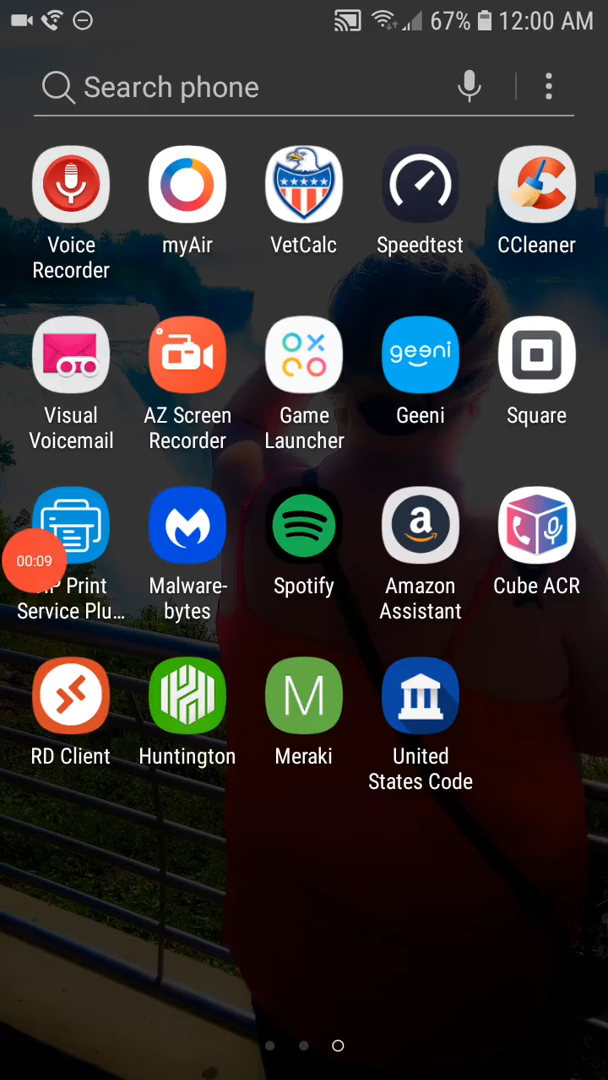 67% 12:00 AM
Search phone
Voice
Recorder
myAir
VetCalc
Speedtest
CCleaner
geeni
Visual
Voicemail
AZ Screen
Recorder
Game
Launcher
Geeni
Square
a
00:09
Print
Service Plu...
Malware-
bytes
Spotify
Amazon
Assistant
Cube ACR
M
RD Client
Huntington
Meraki
United
States Code